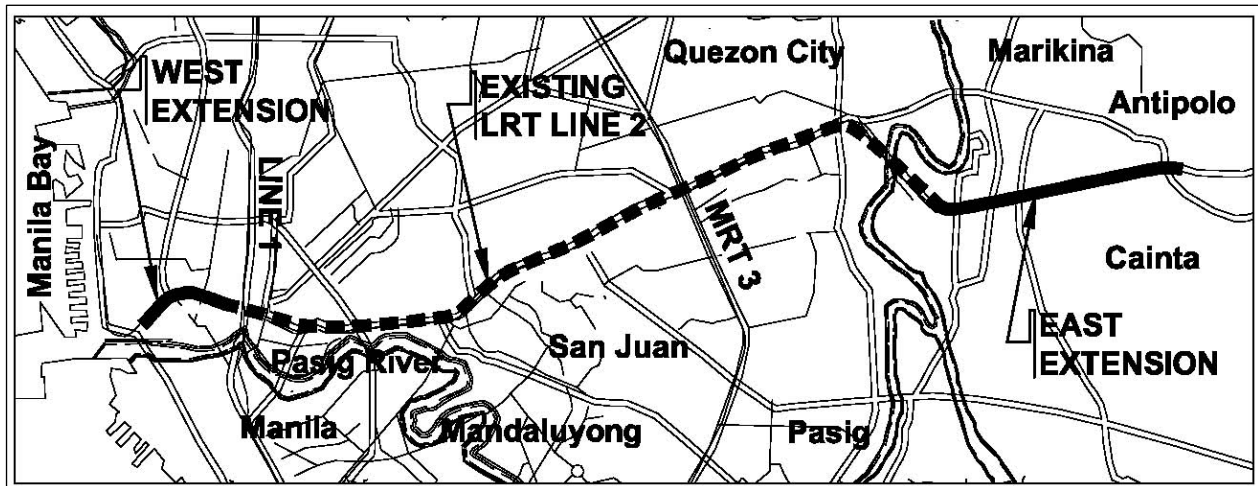 Quezon City
Marikina
WEST
EXTENSION
EXISTING
LRT LINE 2
Antipolo
Manila Bay
LINE 1
MRT 3
Cainta
EAST
EXTENSION
San Juan
Pasig River
Manila
Mandaluyong
Pasig